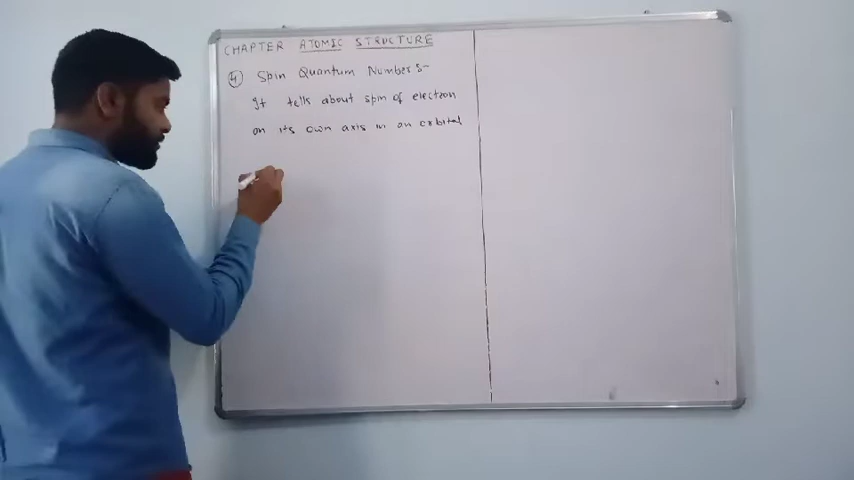 CHAPTER ATOMIC STRUCTURE
4 Spin Quantum Number:-
It tells about spin of electron
on its own axis in an orbital